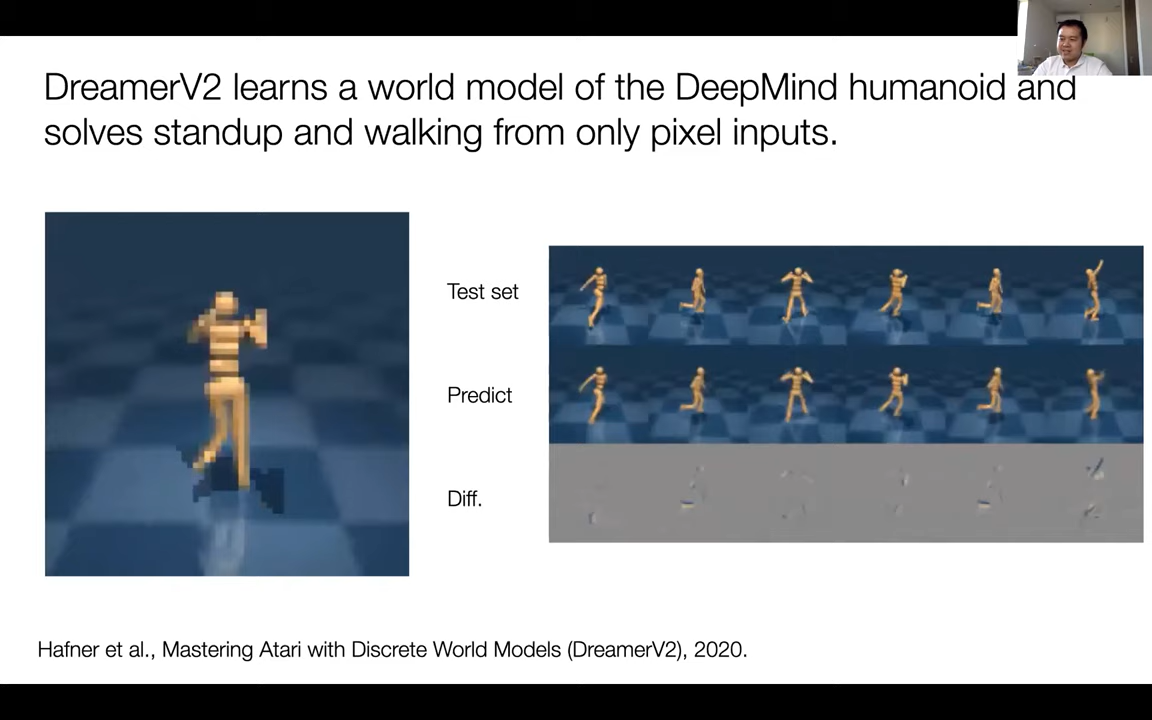 DreamerV2 learns a world model of the DeepMind humanoid and
solves standup and walking from only pixel inputs.
Test set
Predict
Diff.
Hafner et al., Mastering Atari with Discrete World Models (DreamerV2), 2020.